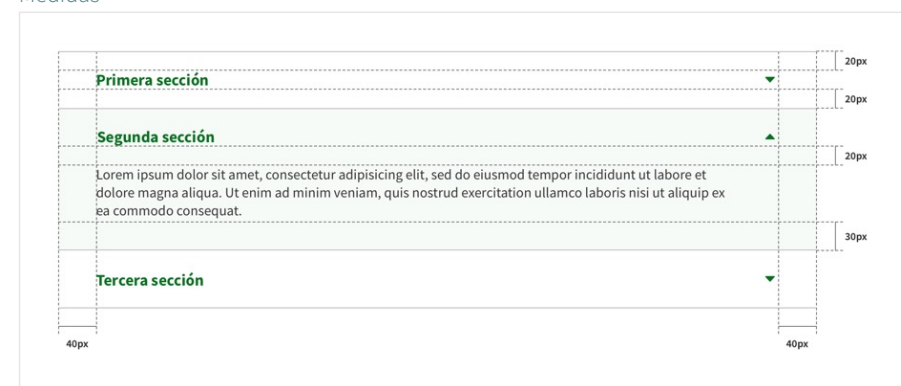 Medidas
20px
Primera sección
20px
Segunda sección
20px
Lorem ipsum dolor sit amet, consectetur adipisicing elit, sed do eiusmod tempor incididunt ut labore et
dolore magna aliqua. Ut enim ad minim veniam, quis nostrud exercitation ullamco laboris nisi ut aliquip ex
ea commodo consequat.
30px
Tercera sección
40px
40px